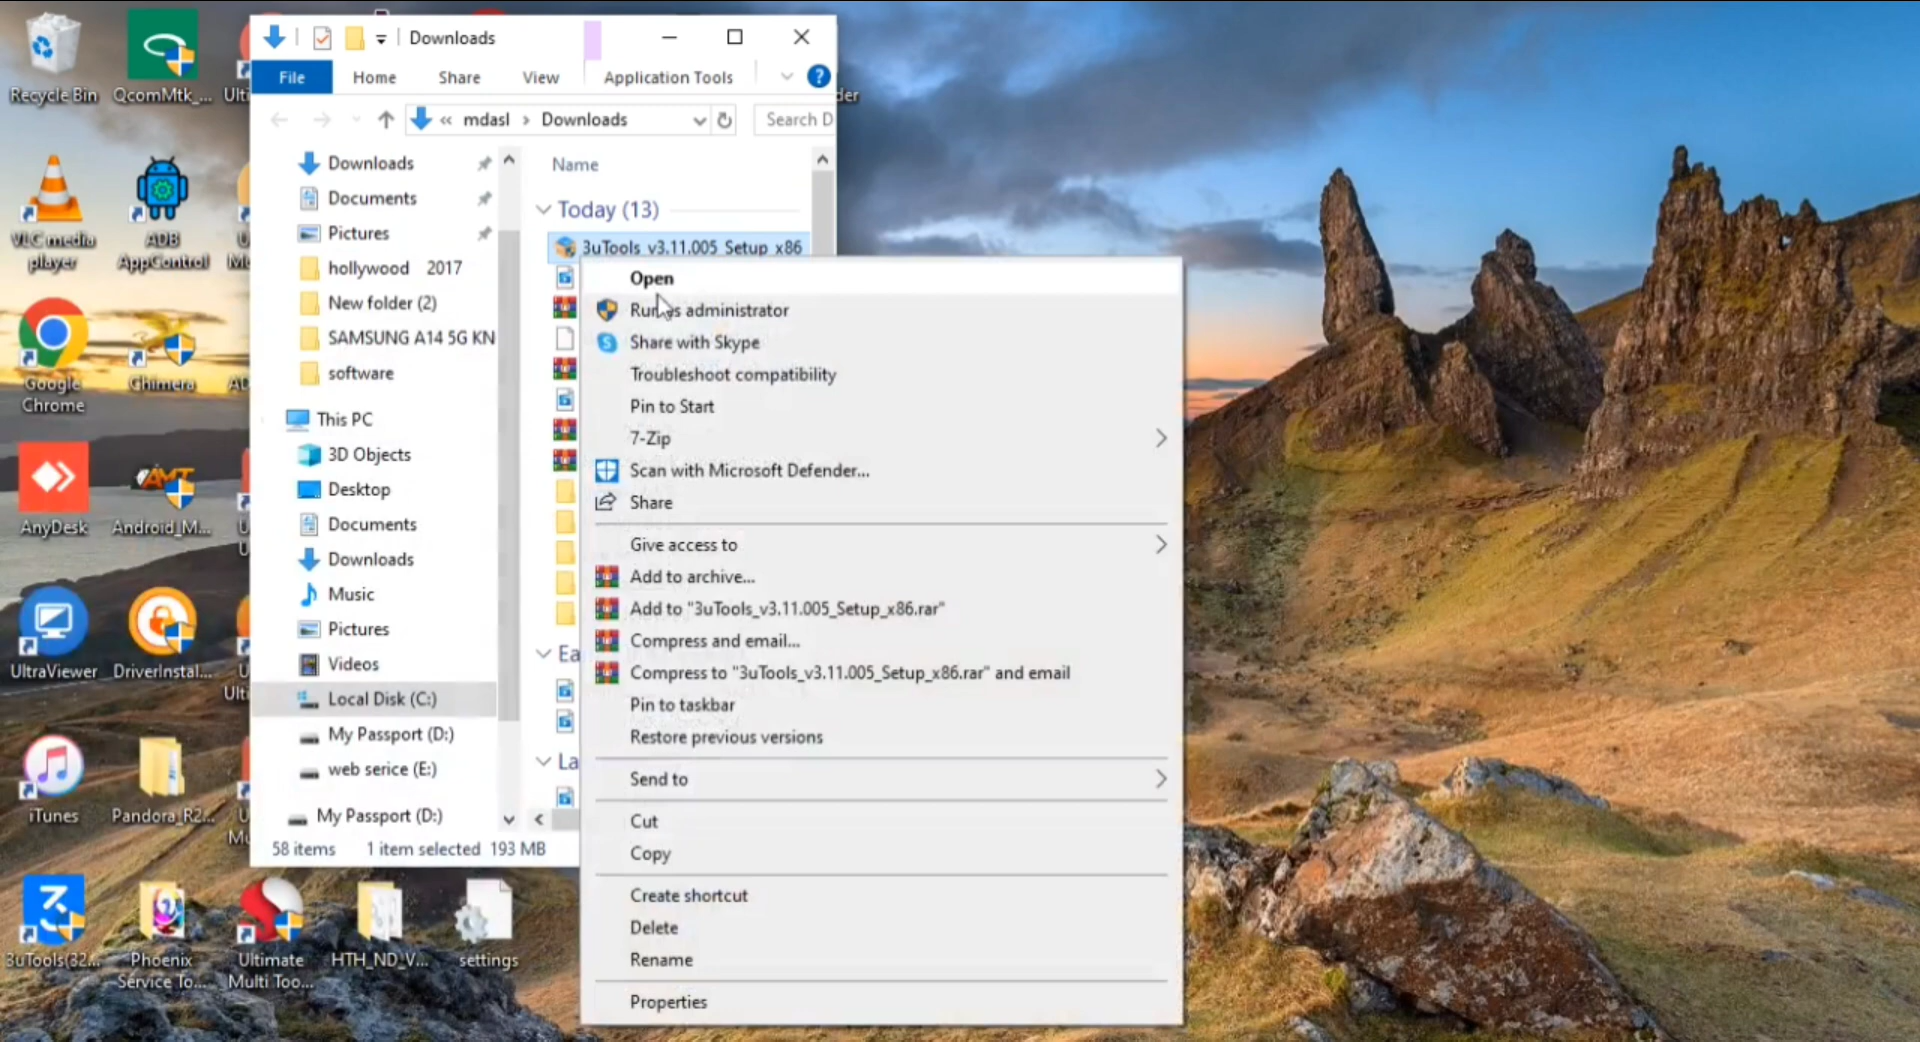 Downloads
File
Home
Share
View
Application Tools
?
« mdasl › Downloads
Search D
Downloads
Documents
Pictures
hollywood 2017
New folder (2)
SAMSUNG A14 5G KN
software
This PC
3D Objects
Desktop
Documents
Downloads
Music
Pictures
Videos
Local Disk (C:)
My Passport (D:)
web serice (E:)
My Passport (D:)
58 items 1 item selected 193 MB
Name
Today (13)
3uTools_v3.11.005_Setup_x86
Ea
La
Open
Run as administrator
Share with Skype
Troubleshoot compatibility
Pin to Start
7-Zip
Scan with Microsoft Defender...
Share
Give access to
Add to archive...
Add to "3uTools_v3.11.005_Setup_x86.rar"
Compress and email...
Compress to "3uTools_v3.11.005_Setup_x86.rar" and email
Pin to taskbar
Restore previous versions
Send to
Cut
Copy
Create shortcut
Delete
Rename
Properties
Recycle Bin
QcomMtk_...
Ulti
der
VLC media
player
ADB
AppControl
Google
Chrome
Chimera
AnyDesk
Android_M...
UltraViewer
DriverInstal...
Ulti
iTunes
Pandora_R2...
3uTools(32...
Phoenix
Service To...
Ultimate
Multi Too...
HTH_ND_V...
settings